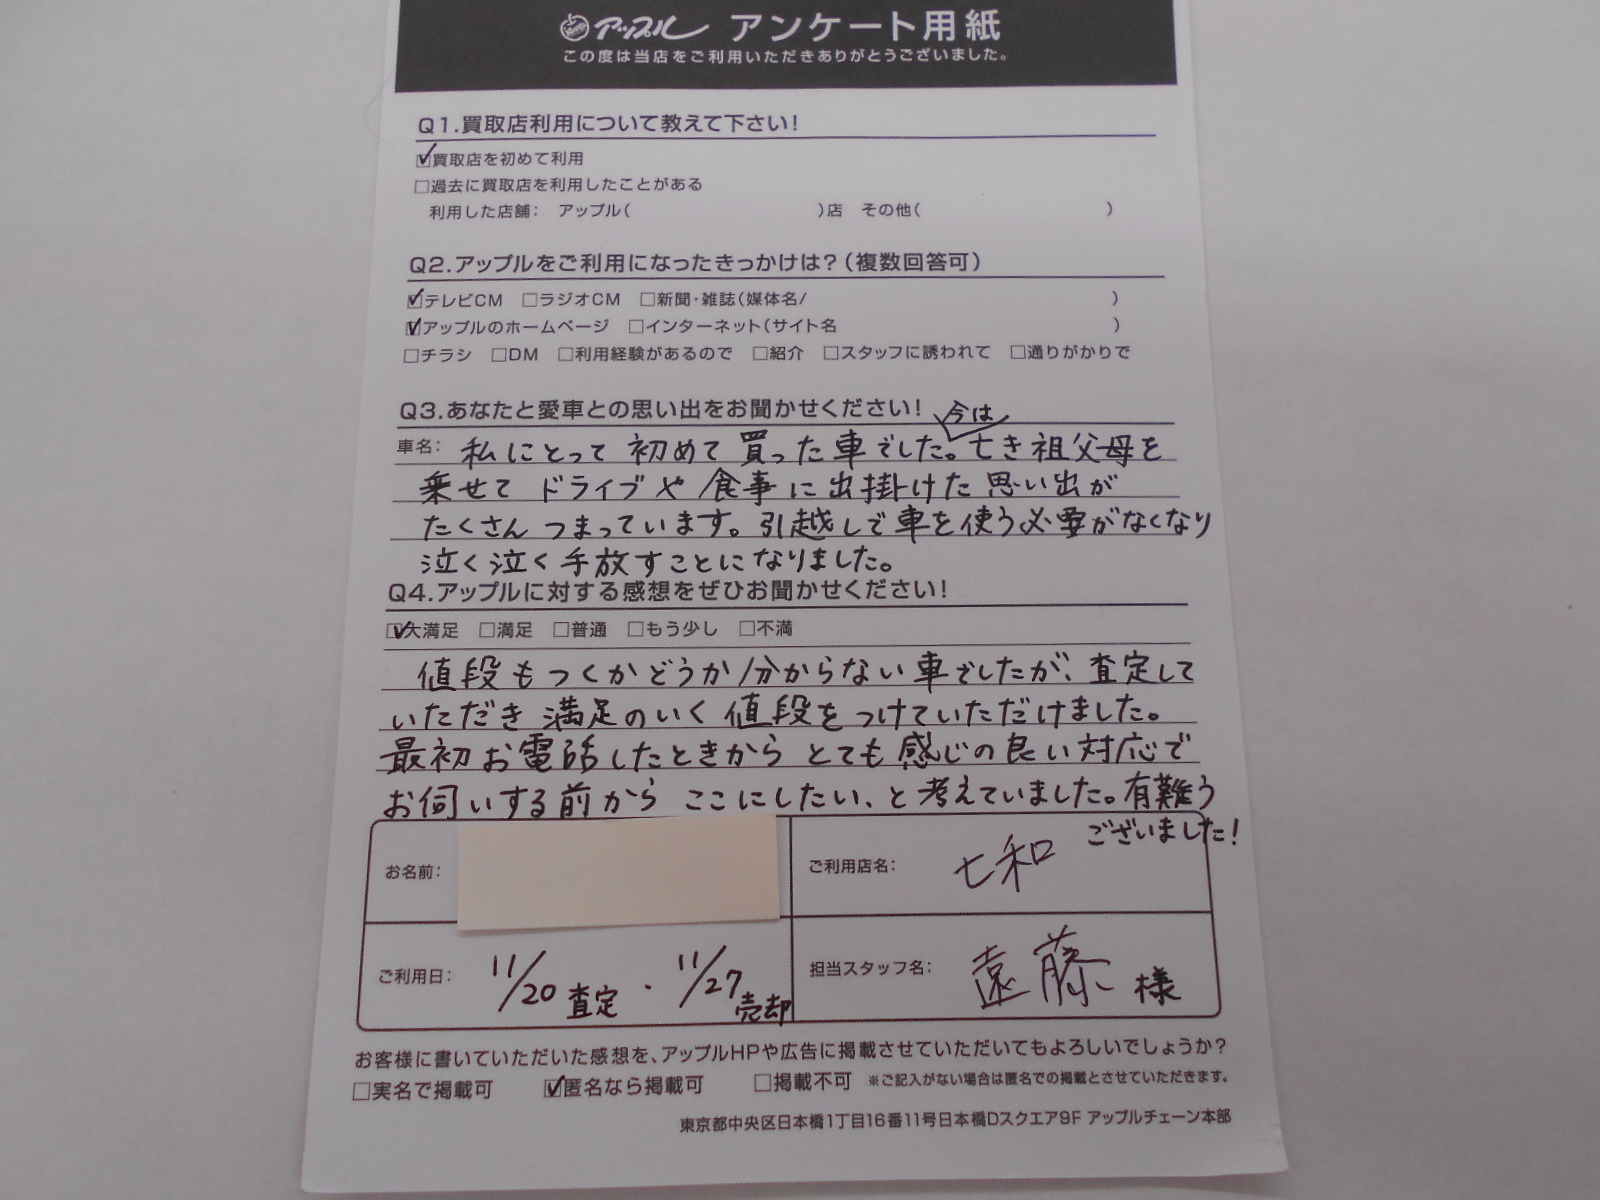 アップル アンケート用紙
この度は当店をご利用いただきありがとうございました。
Q1.買取店利用について教えて下さい!
☑買取店を初めて利用
□過去に買取店を利用したことがある
利用した店舗: アップル( )店 その他( )
Q2.アップルをご利用になったきっかけは?(複数回答可)
☑テレビCM □ラジオCM □新聞・雑誌(媒体名/ )
☑アップルのホームページ □インターネット(サイト名 )
□チラシ □DM □利用経験があるので □紹介 □スタッフに誘われて □通りがかりで
Q3.あなたと愛車との思い出をお聞かせください!
今は
車名: 私にとって初めて買った車でした。亡き祖父母を
乗せてドライブや食事に出掛けた思い出が
たくさんつまっています。引越しで車を使う必要がなくなり
泣く泣く手放すことになりました。
Q4.アップルに対する感想をぜひお聞かせください!
☑大満足 □満足 □普通 □もう少し □不満
値段もつくかどうか分からない車でしたが、査定して
いただき満足のいく値段をつけていただけました。
最初お電話したときからとても感じの良い対応で
お伺いする前からここにしたい、と考えていました。有難う
ございました!
お名前:
ご利用店名: 七和
ご利用日: 11/20 査定・11/27 売却
担当スタッフ名: 遠藤 様
お客様に書いていただいた感想を、アップルHPや広告に掲載させていただいてもよろしいでしょうか?
□実名で掲載可 ☑匿名なら掲載可 □掲載不可 ※ご記入がない場合は匿名での掲載とさせていただきます。
東京都中央区日本橋1丁目16番11号日本橋Dスクエア9F アップルチェーン本部